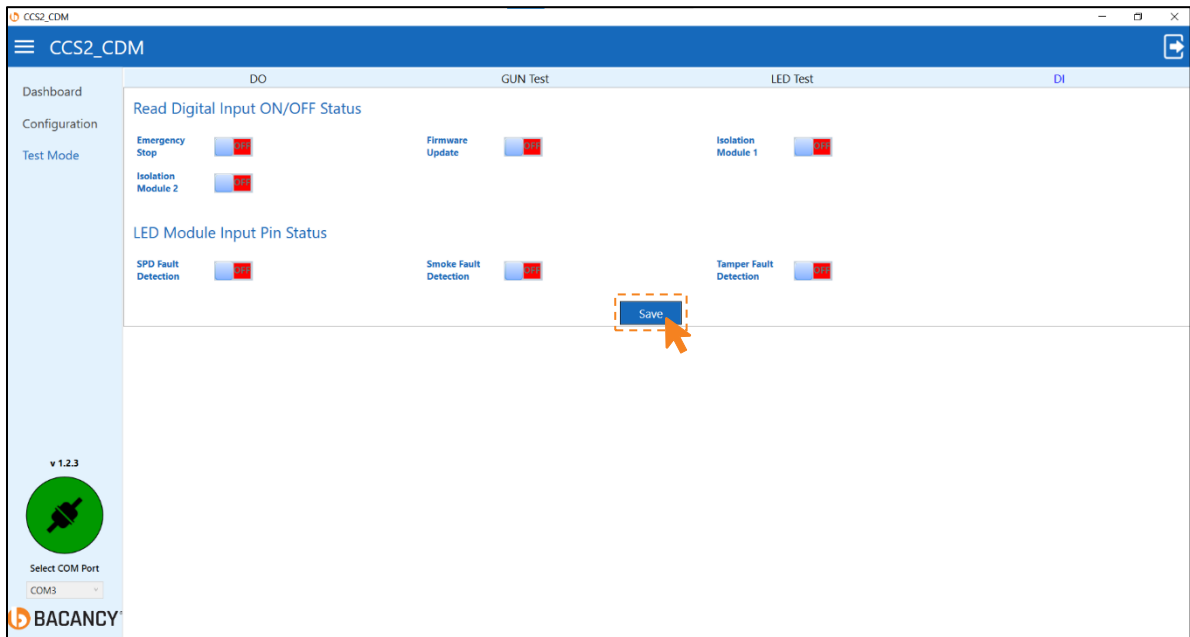 CCS2_CDM
CCS2_CDM
DO GUN Test LED Test DI
Dashboard
Configuration
Test Mode
Read Digital Input ON/OFF Status
Emergency Stop OFF
Firmware Update OFF
Isolation Module 1 OFF
Isolation Module 2 OFF
LED Module Input Pin Status
SPD Fault Detection OFF
Smoke Fault Detection OFF
Tamper Fault Detection OFF
Save
v 1.2.3
Select COM Port
COM3
BACANCY